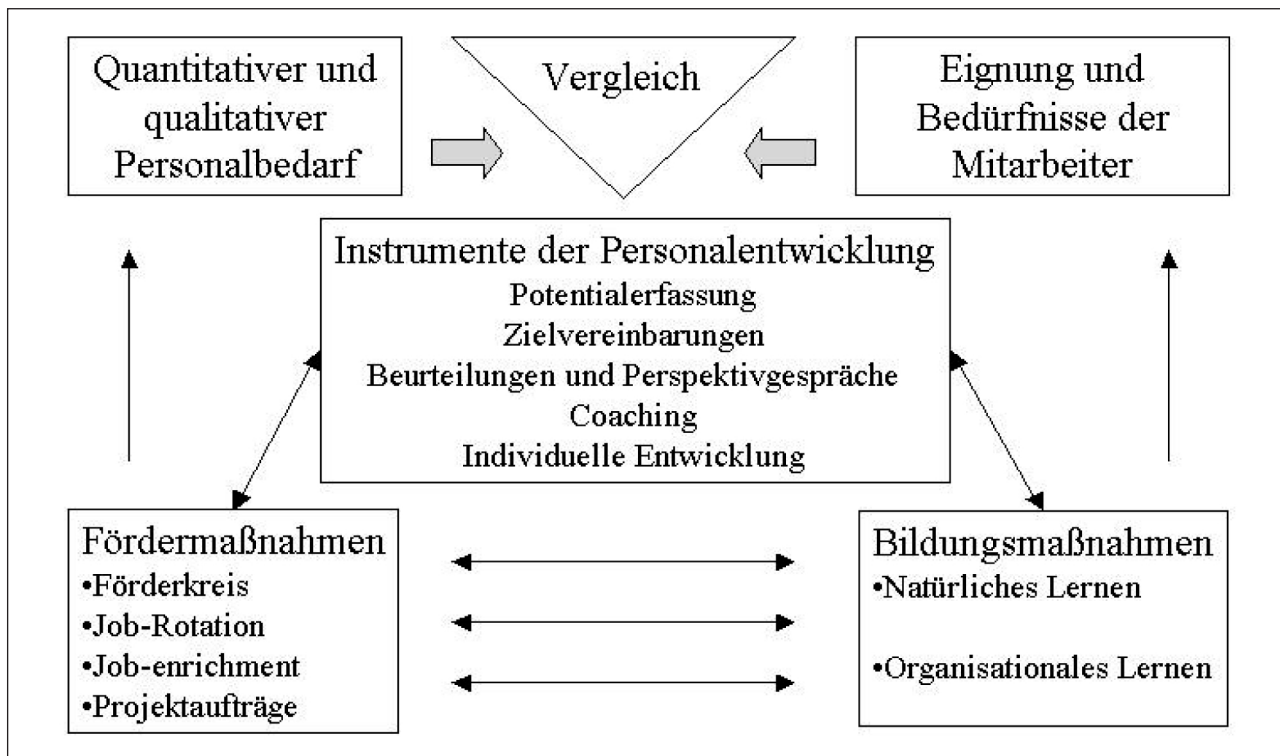 Quantitativer und
qualitativer
Personalbedarf
Vergleich
Eignung und
Bedürfnisse der
Mitarbeiter
Instrumente der Personalentwicklung
Potentialerfassung
Zielvereinbarungen
Beurteilungen und Perspektivgespräche
Coaching
Individuelle Entwicklung
Fördermaßnahmen
•Förderkreis
•Job-Rotation
•Job-enrichment
•Projektaufträge
Bildungsmaßnahmen
•Natürliches Lernen
•Organisationales Lernen